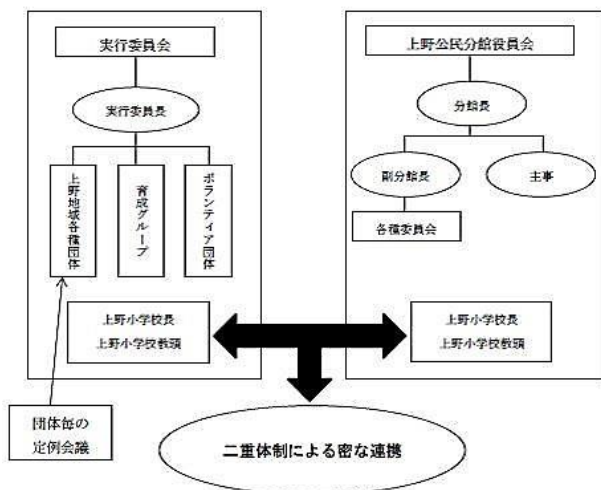 実行委員会
実行委員長
上野地域各種団体
育成グループ
ボランティア団体
上野小学校長
上野小学校教頭
団体毎の
定例会議
上野公民分館役員会
分館長
副分館長
主事
各種委員会
上野小学校長
上野小学校教頭
二重体制による密な連携